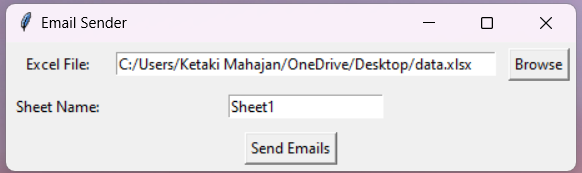 Email Sender
Excel File: C:/Users/Ketaki Mahajan/OneDrive/Desktop/data.xlsx Browse
Sheet Name: Sheet1
Send Emails